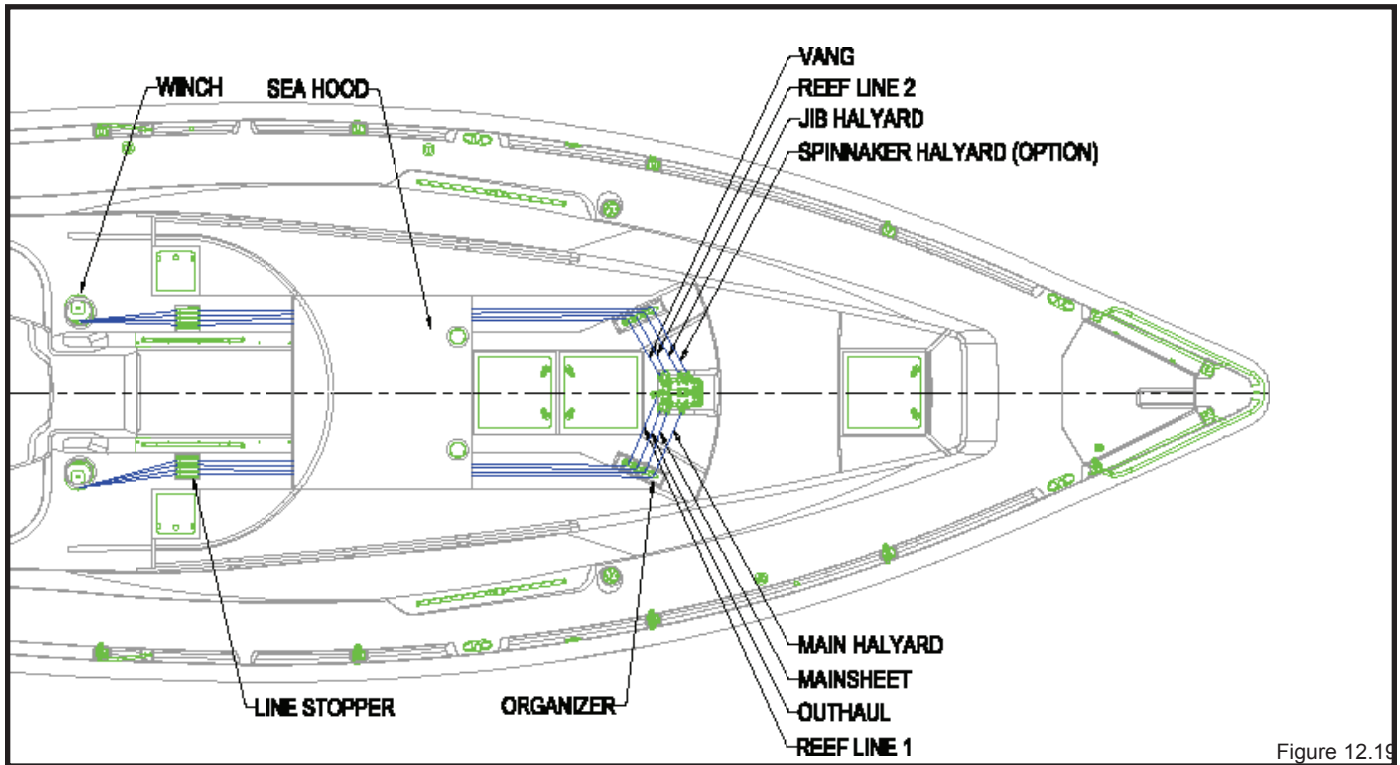 VANG
WINCH
SEA HOOD
REEF LINE 2
JIB HALYARD
SPINNAKER HALYARD (OPTION)
MAIN HALYARD
MAINSHEET
LINE STOPPER
ORGANIZER
OUTHAUL
REEF LINE 1
Figure 12.19